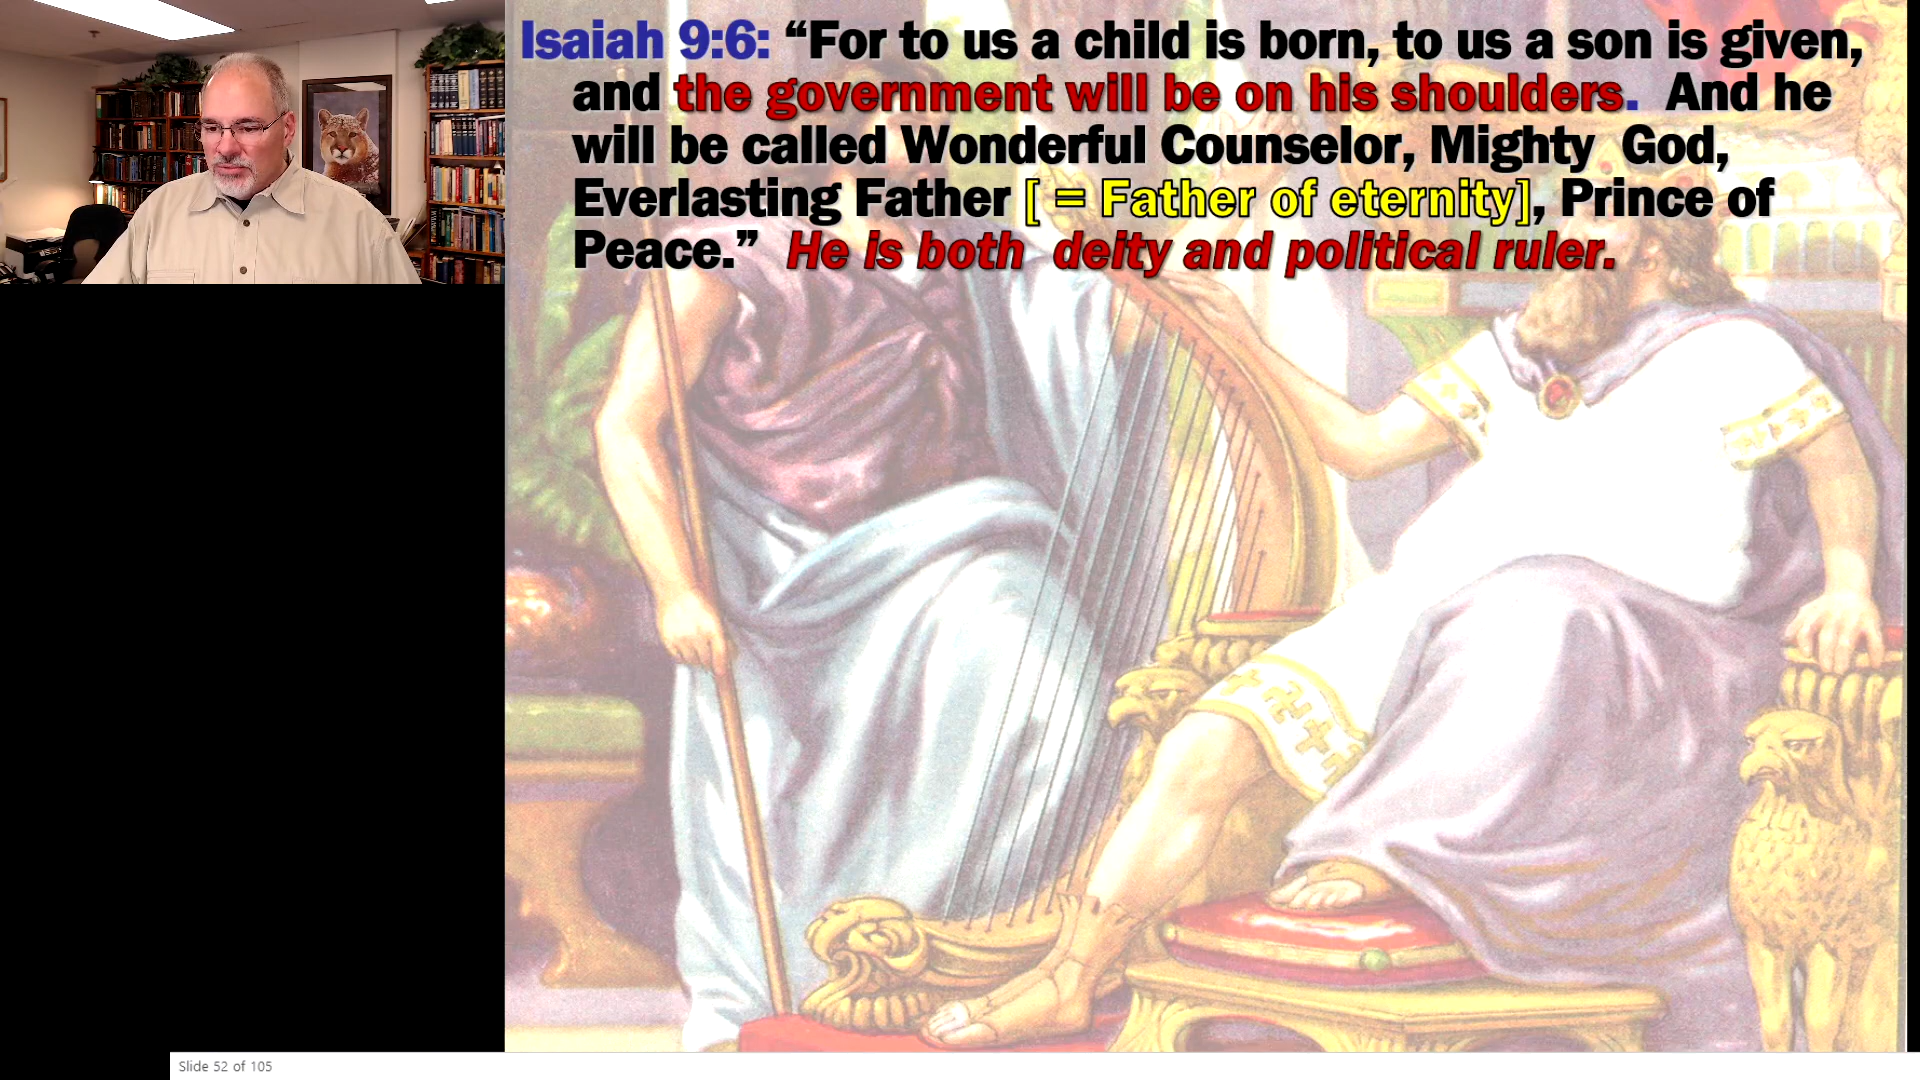 Isaiah 9:6: “For to us a child is born, to us a son is given,
and the government will be on his shoulders. And he
will be called Wonderful Counselor, Mighty God,
Everlasting Father [ = Father of eternity], Prince of
Peace.” He is both deity and political ruler.
Slide 52 of 105